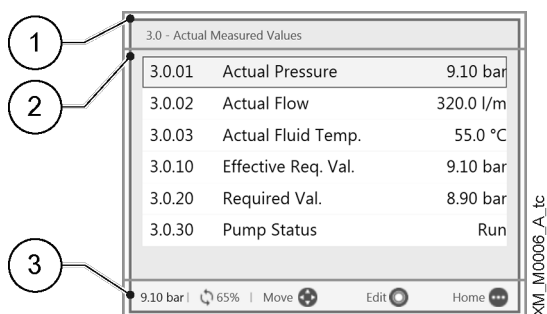 1
3.0 - Actual Measured Values
2
3.0.01 Actual Pressure 9.10 bar
3.0.02 Actual Flow 320.0 l/m
3.0.03 Actual Fluid Temp. 55.0 °C
3.0.10 Effective Req. Val. 9.10 bar
3.0.20 Required Val. 8.90 bar
3.0.30 Pump Status Run
3
9.10 bar | 65% | Move Edit Home
XM_M0006_A_tc